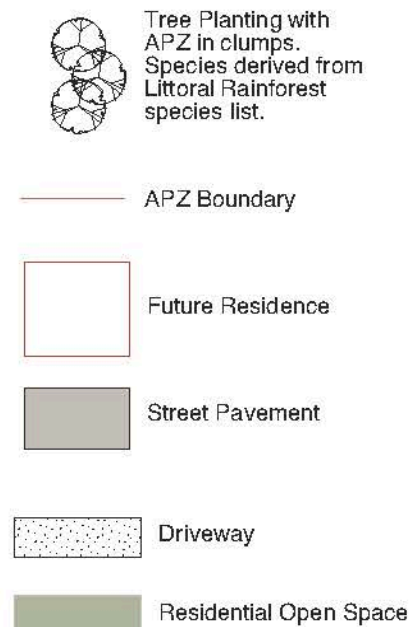 Tree Planting with
APZ in clumps.
Species derived from
Littoral Rainforest
species list.
APZ Boundary
Future Residence
Street Pavement
Driveway
Residential Open Space